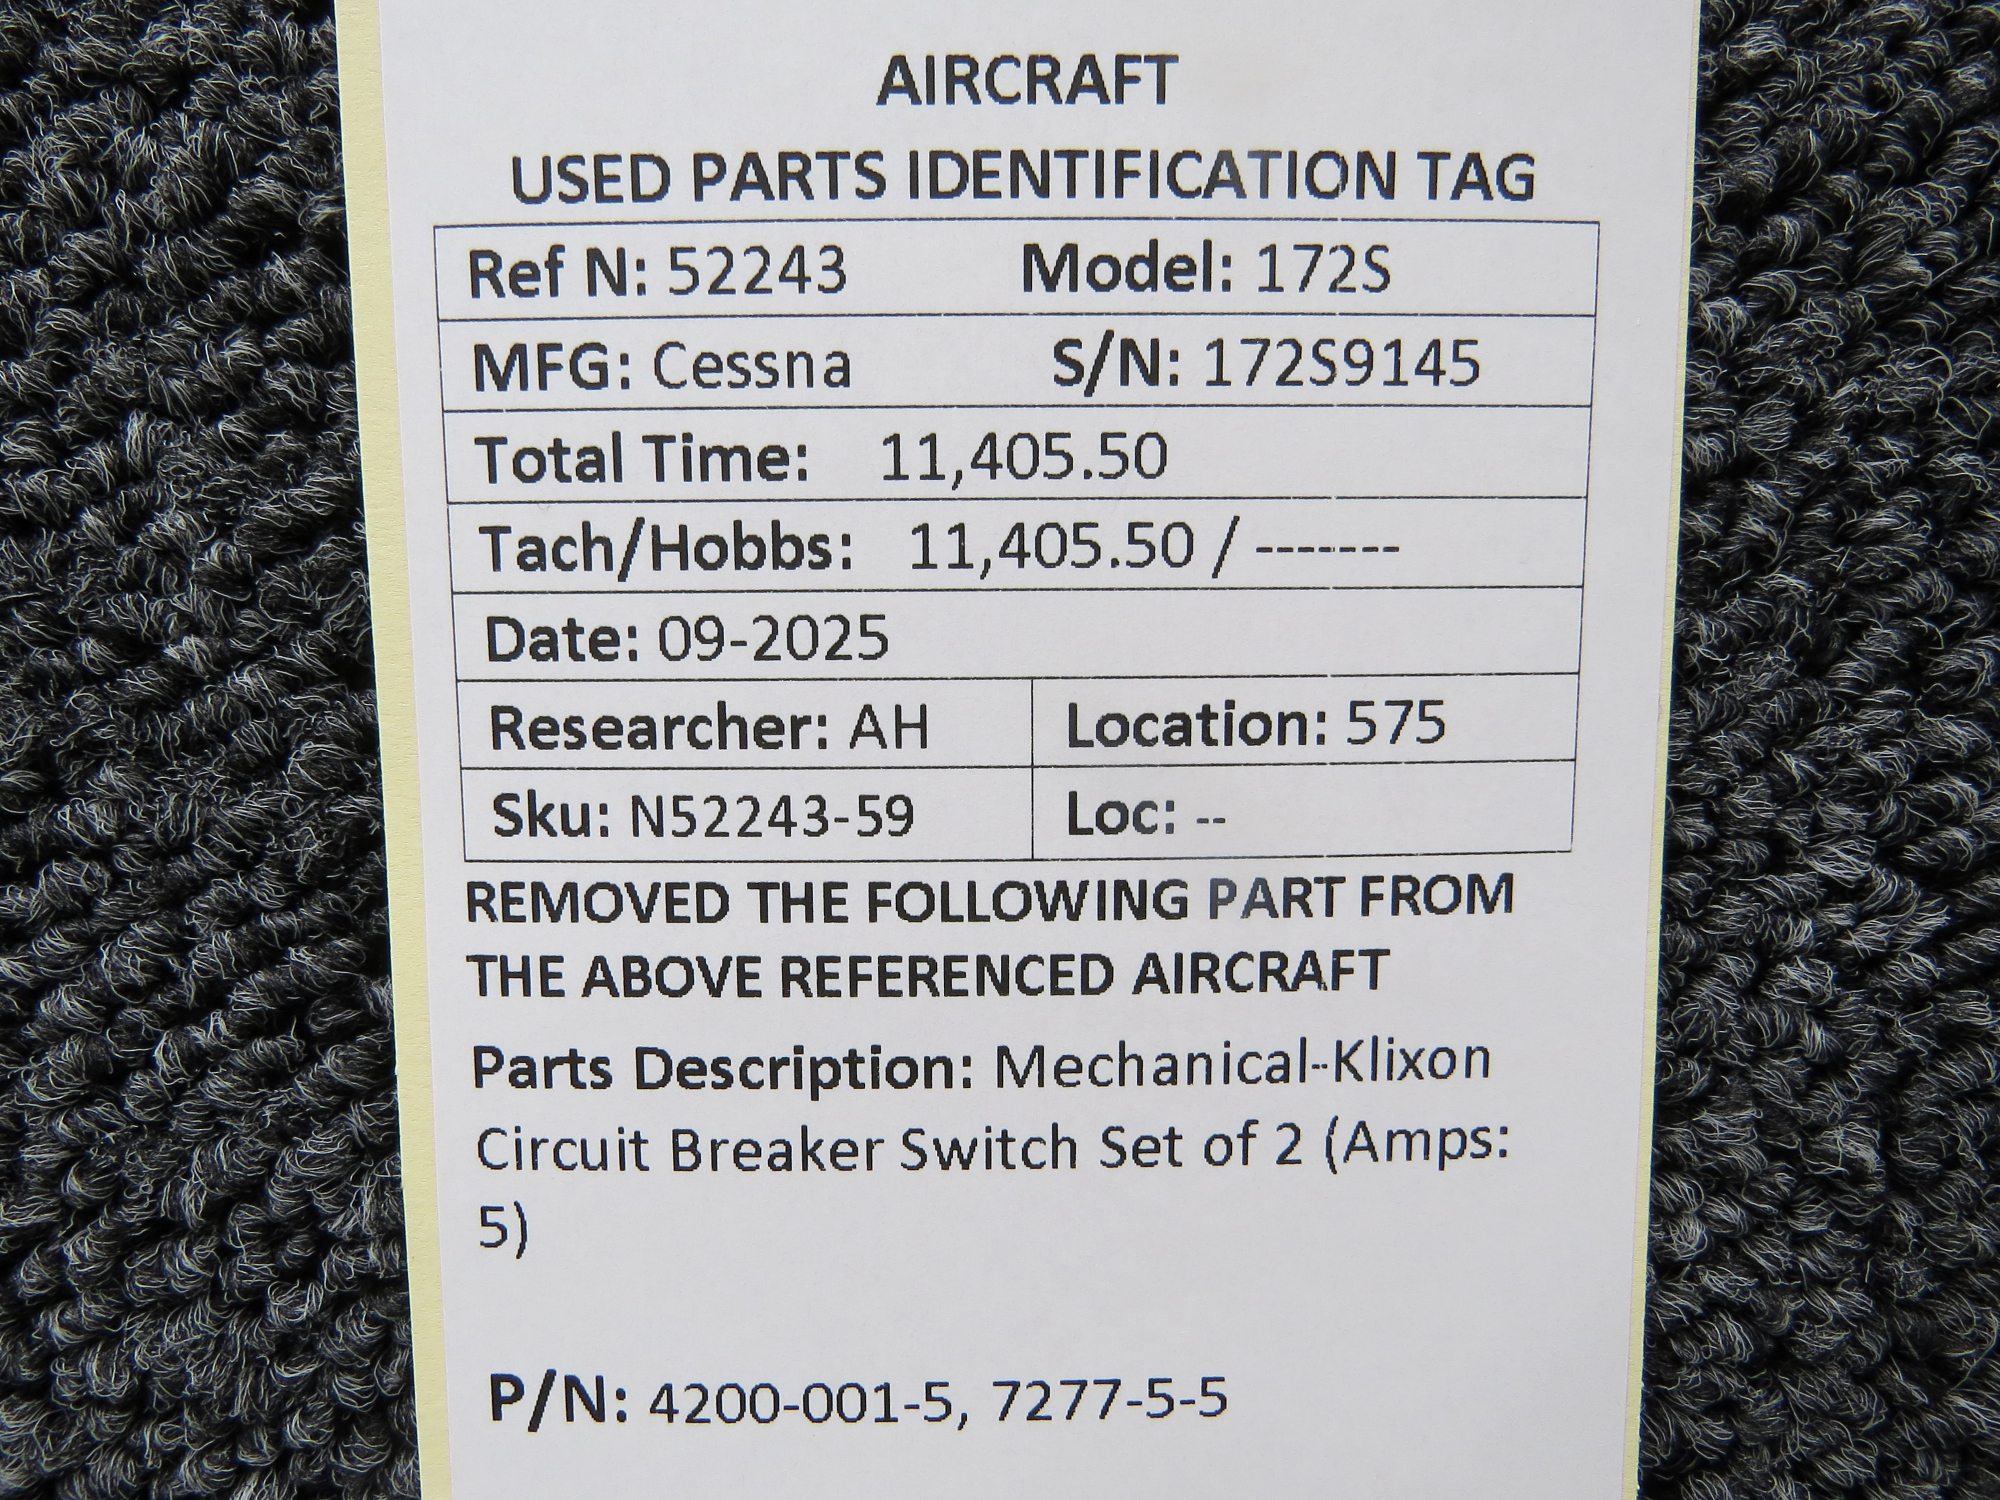 AIRCRAFT
USED PARTS IDENTIFICATION TAG
Ref N: 52243 Model: 172S
MFG: Cessna S/N: 172S9145
Total Time: 11,405.50
Tach/Hobbs: 11,405.50 / -------
Date: 09-2025
Researcher: AH Location: 575
Sku: N52243-59 Loc: --
REMOVED THE FOLLOWING PART FROM
THE ABOVE REFERENCED AIRCRAFT
Parts Description: Mechanical-Klixon
Circuit Breaker Switch Set of 2 (Amps:
5)
P/N: 4200-001-5, 7277-5-5